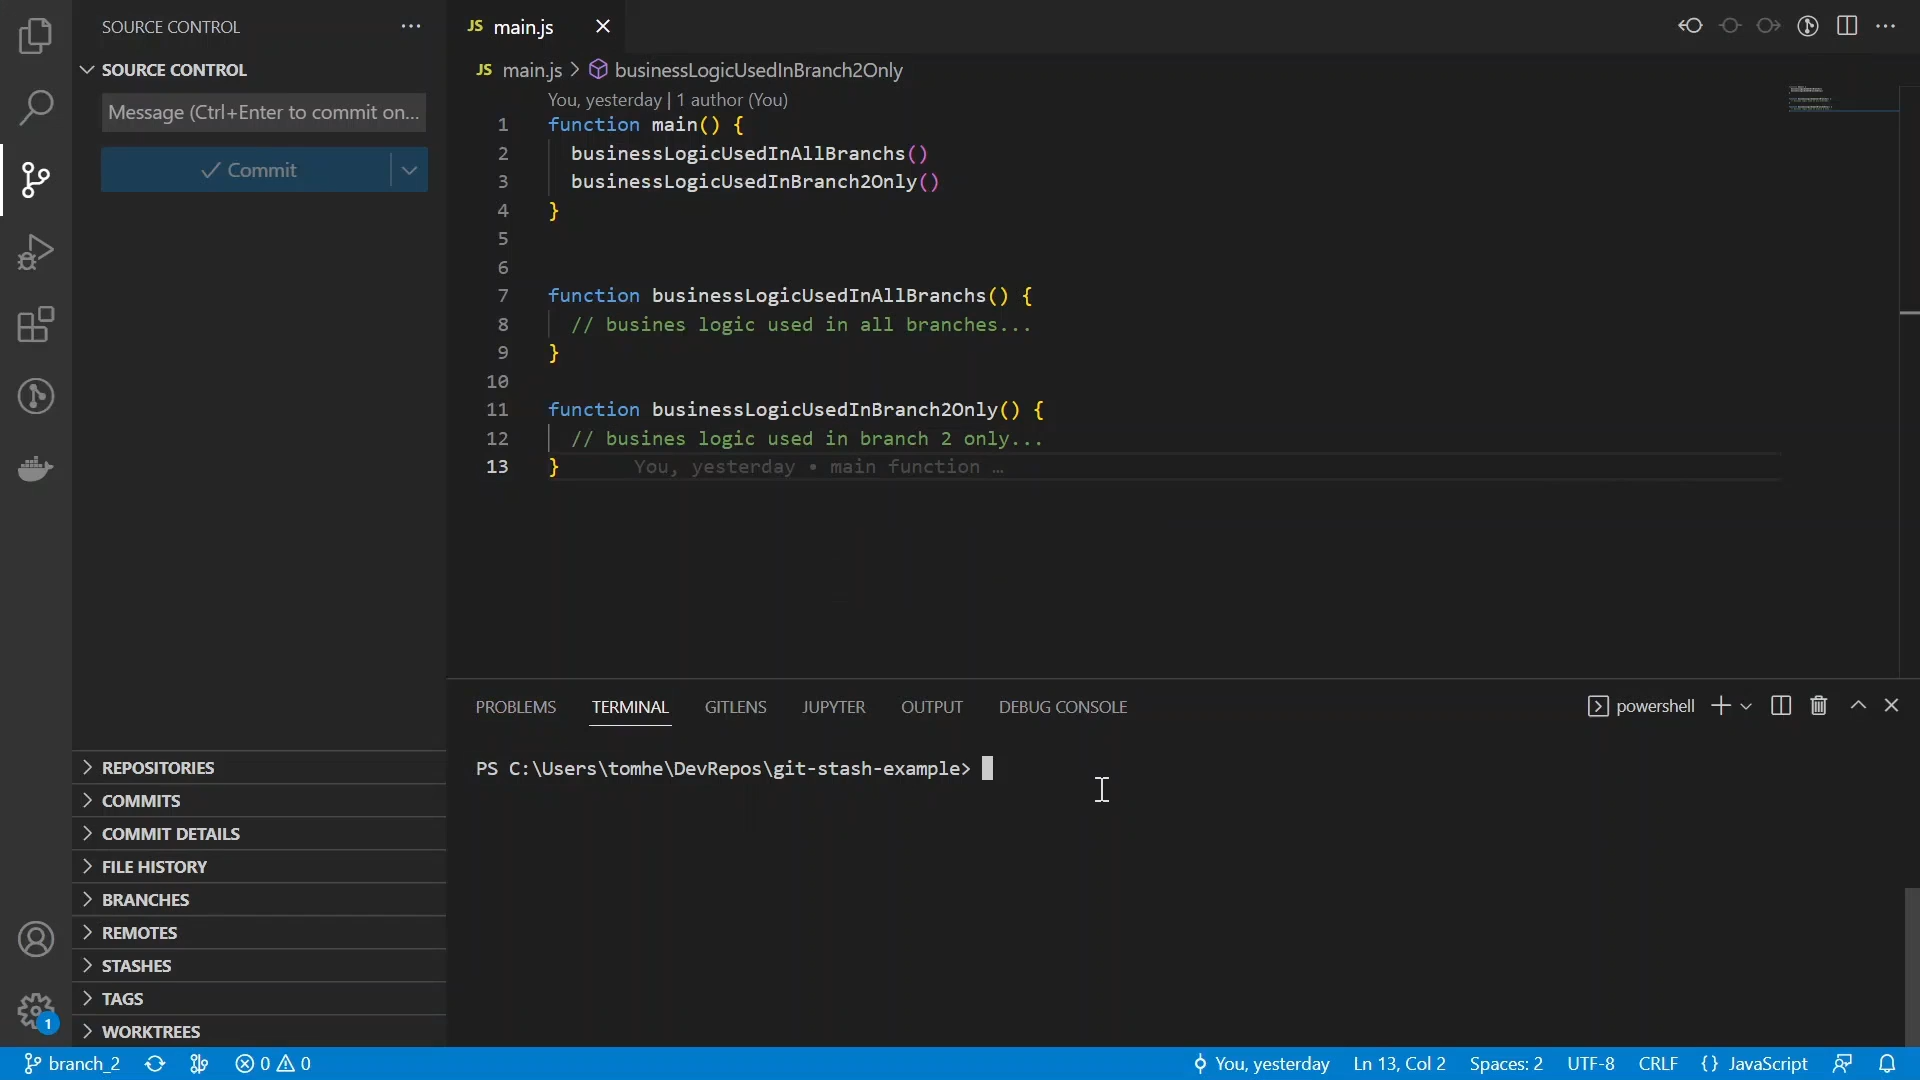 SOURCE CONTROL
JS main.js
SOURCE CONTROL
Message (Ctrl+Enter to commit on...
Commit
JS main.js > businessLogicUsedInBranch2Only
You, yesterday | 1 author (You)
1 function main() {
2 businessLogicUsedInAllBranchs()
3 businessLogicUsedInBranch2Only()
4 }
5
6
7 function businessLogicUsedInAllBranchs() {
8 // busines logic used in all branches...
9 }
10
11 function businessLogicUsedInBranch2Only() {
12 // busines logic used in branch 2 only...
13 } You, yesterday • main function …
PROBLEMS TERMINAL GITLENS JUPYTER OUTPUT DEBUG CONSOLE powershell
PS C:\Users\tomhe\DevRepos\git-stash-example>
REPOSITORIES
COMMITS
COMMIT DETAILS
FILE HISTORY
BRANCHES
REMOTES
STASHES
TAGS
WORKTREES
1
branch_2 0 0 You, yesterday Ln 13, Col 2 Spaces: 2 UTF-8 CRLF {} JavaScript